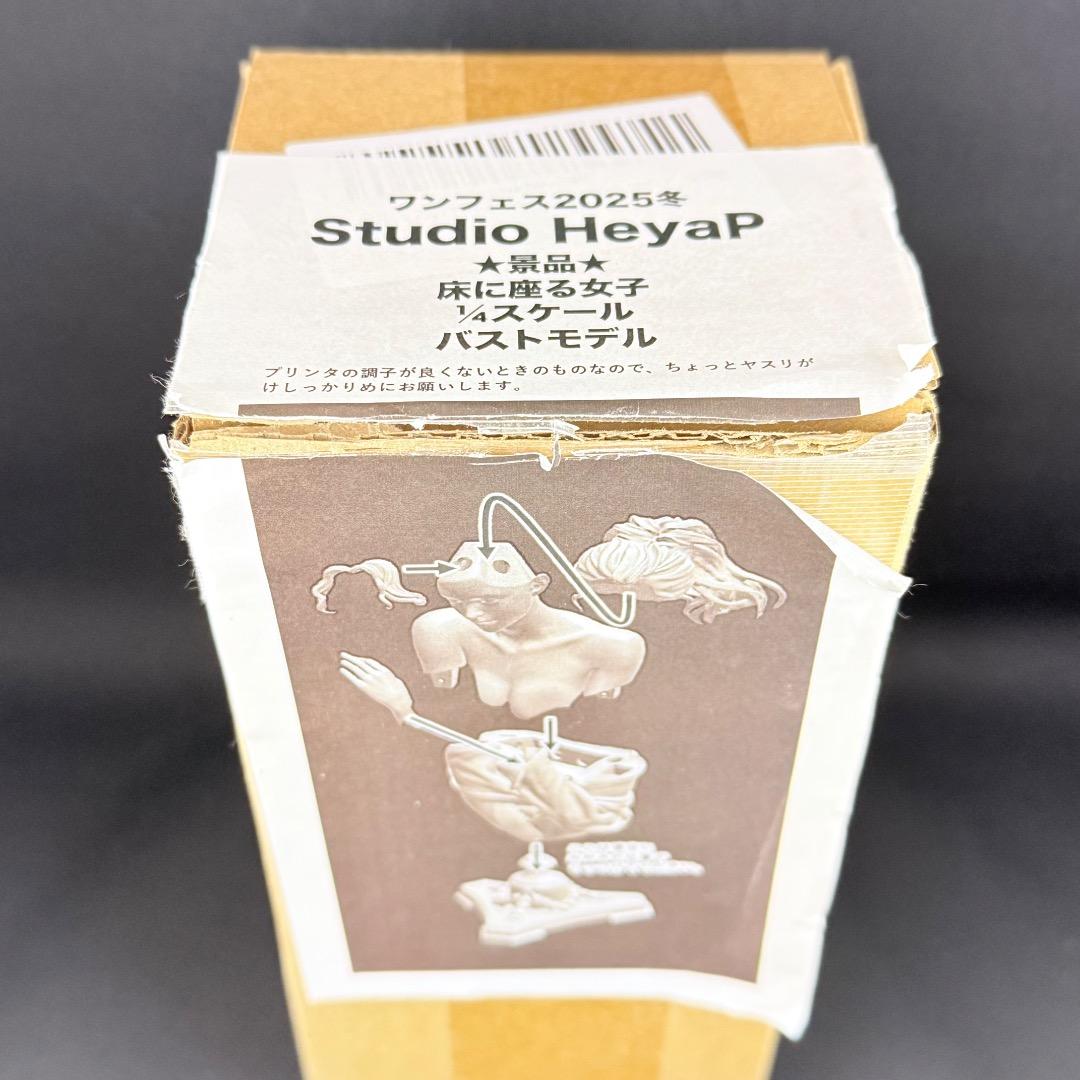 ワンフェス2025冬
Studio HeyaP
★景品★
床に座る女子
1/4スケール
バストモデル
プリンタの調子が良くないときのものなので、ちょっとヤスリが
けしっかりめにお願いします。